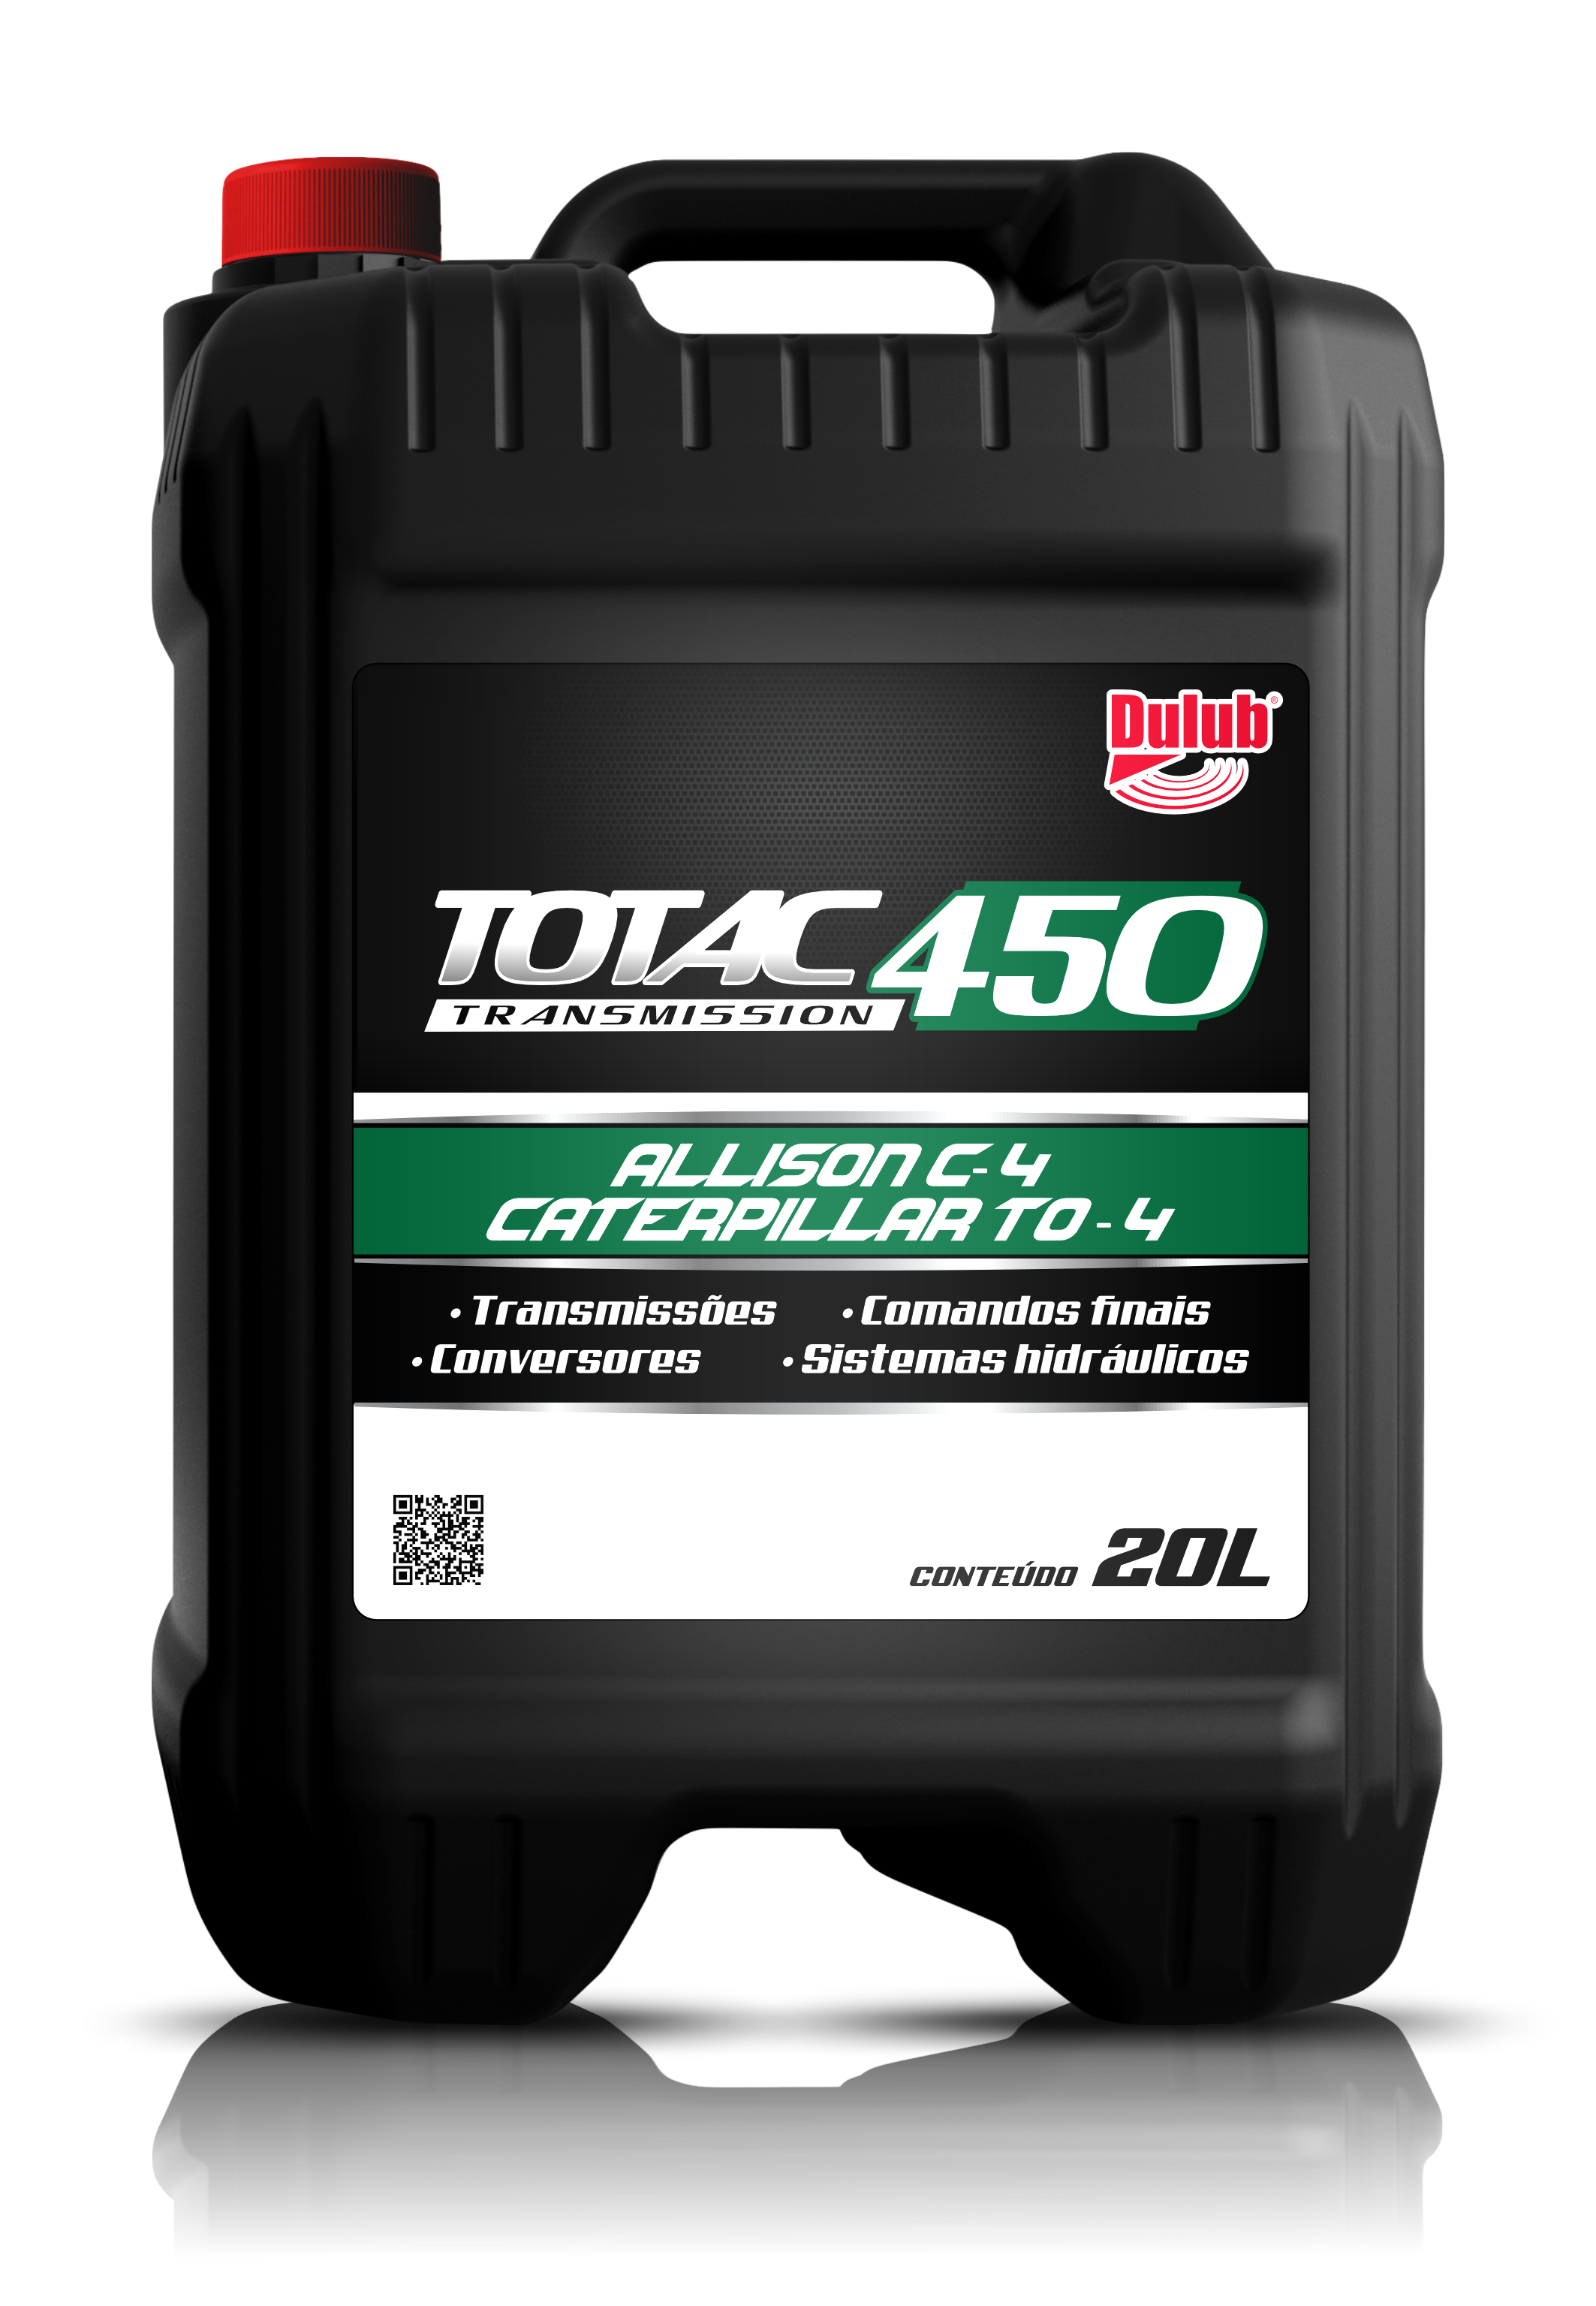 Dulub®
TOTAC 450
TRANSMISSION
ALLISON C-4
CATERPILLAR TO-4
• Transmissões • Comandos finais
• Conversores • Sistemas hidráulicos
CONTEÚDO 20L